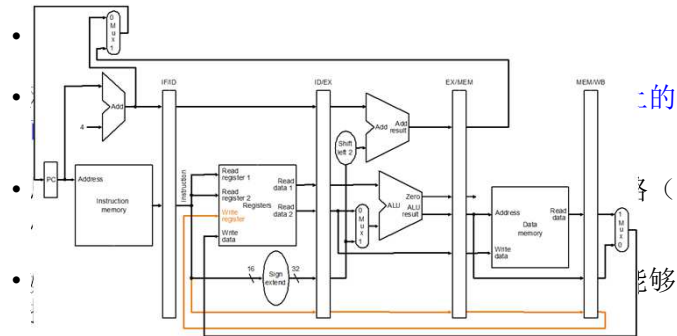 0
M
u
x
1
IF/ID
ID/EX
EX/MEM
MEM/WB
上的
Add
4
Add
Add
result
Shift
left 2
PC
Address
Instruction
memory
Instruction
Read
register 1
Read
register 2
Write
register
Write
data
Registers
Read
data 1
Read
data 2
0
M
u
x
1
Zero
ALU
ALU
result
Address
Write
data
Data
memory
Read
data
1
M
u
x
0
（
16
Sign
extend
32
能够